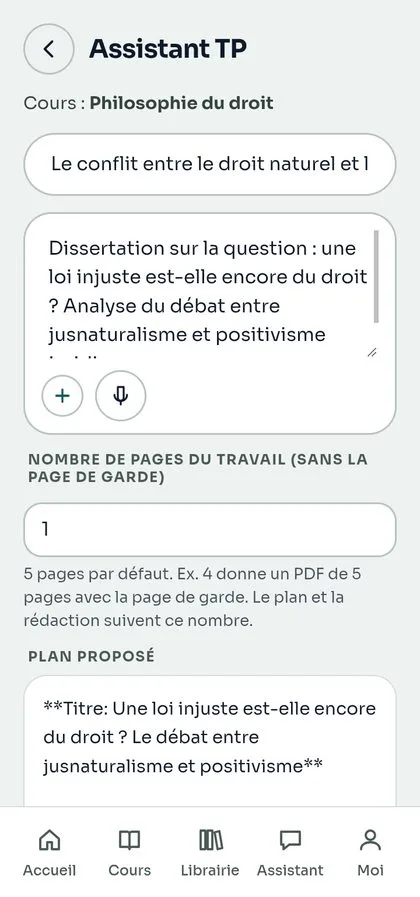 Assistant TP
Cours : Philosophie du droit
Le conflit entre le droit naturel et l
Dissertation sur la question : une
loi injuste est-elle encore du droit
? Analyse du débat entre
jusnaturalisme et positivisme
NOMBRE DE PAGES DU TRAVAIL (SANS LA
PAGE DE GARDE)
1
5 pages par défaut. Ex. 4 donne un PDF de 5
pages avec la page de garde. Le plan et la
rédaction suivent ce nombre.
PLAN PROPOSÉ
**Titre: Une loi injuste est-elle encore
du droit ? Le débat entre
jusnaturalisme et positivisme**
Accueil
Cours
Librairie
Assistant
Moi